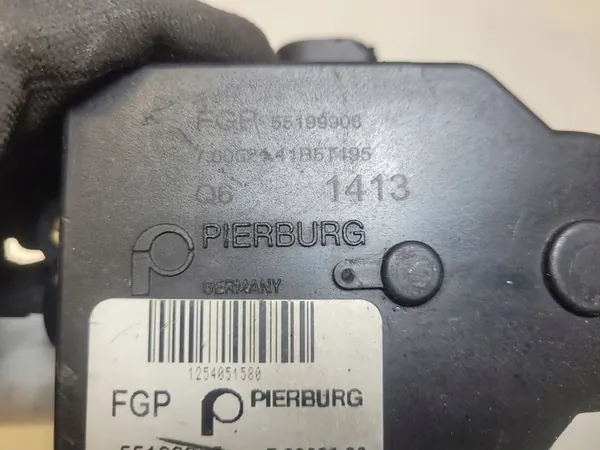 FGP 55199906
Q6 1413
PIERBURG
GERMANY
1254051580
FGP PIERBURG